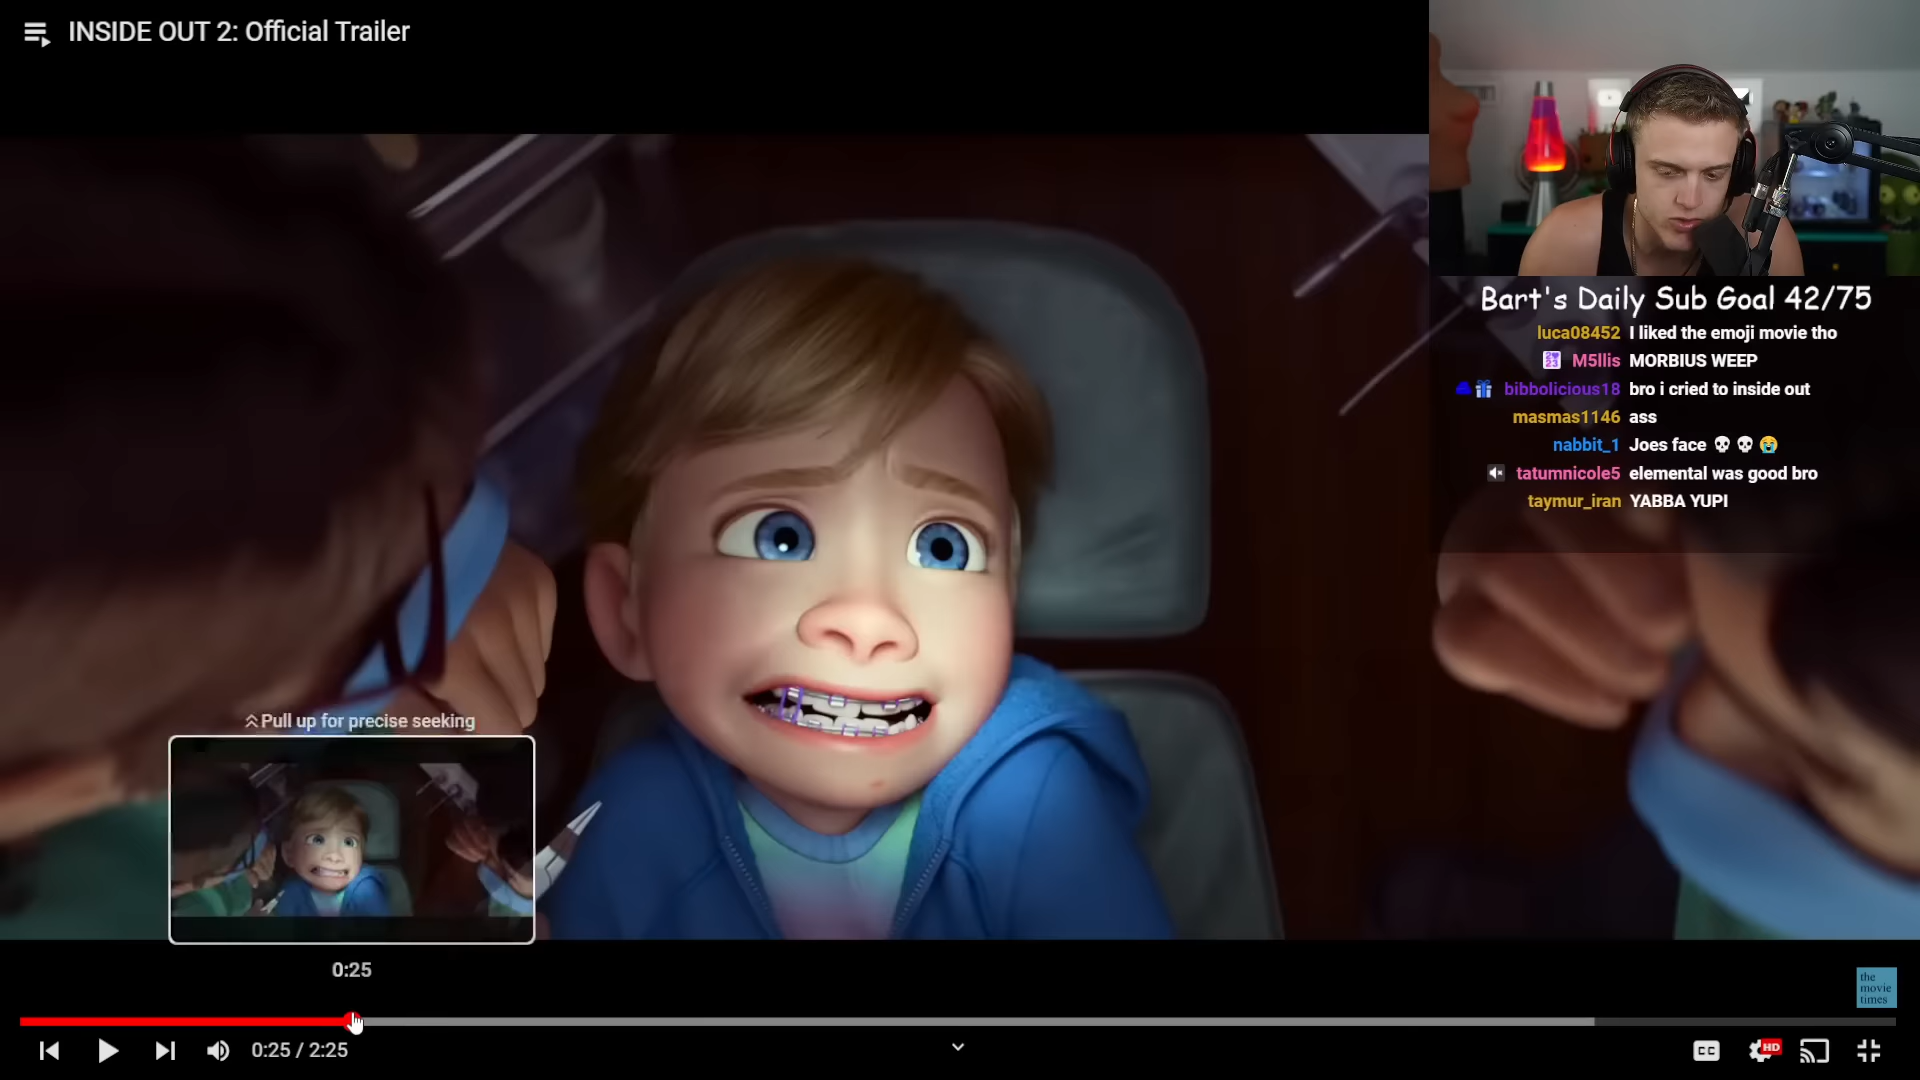 INSIDE OUT 2: Official Trailer
Bart's Daily Sub Goal 42/75
luca08452 I liked the emoji movie tho
M5llis MORBIUS WEEP
bibbolicious18 bro i cried to inside out
masmas1146 ass
nabbit_1 Joes face 💀💀😭
tatumnicole5 elemental was good bro
taymur_iran YABBA YUPI
Pull up for precise seeking
0:25
the
movie
times
0:25 / 2:25
CC
HD